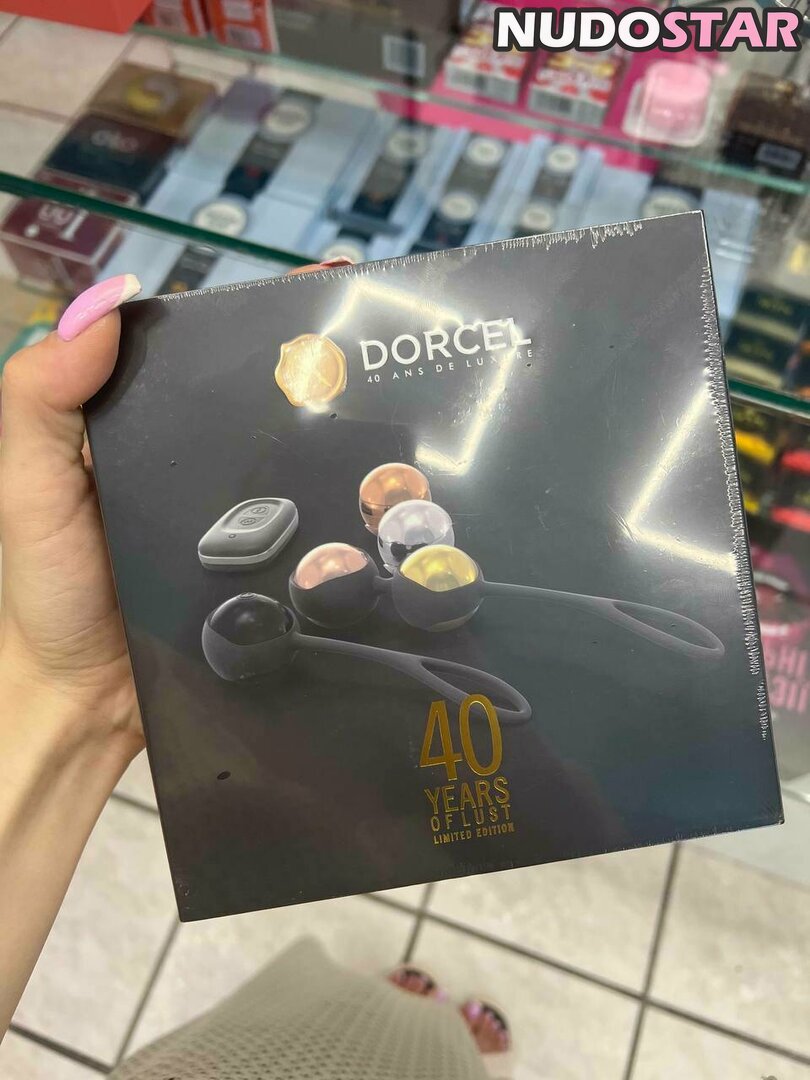 NUDOSTAR
DORCEL
40 ANS DE LUXURE
40
YEARS
OF LUST
LIMITED EDITION